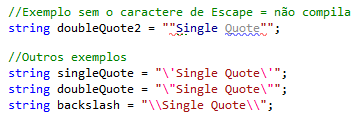 //Exemplo sem o caractere de Escape = não compila
string doubleQuote2 = ""Single Quote"";
//Outros exemplos
string singleQuote = "\'Single Quote\'";
string doubleQuote = "\"Single Quote\"";
string backslash = "\\Single Quote\\";